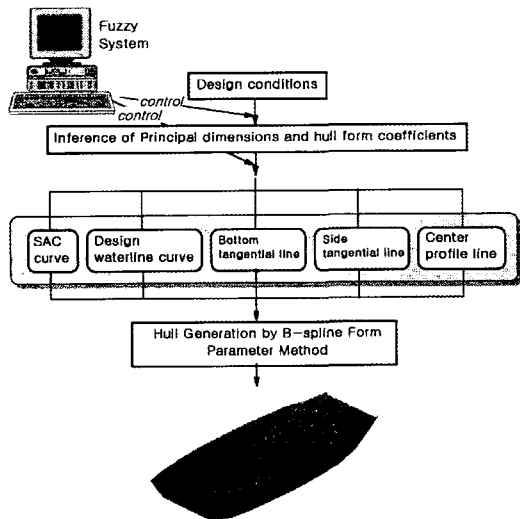 Fuzzy
System
Design conditions
control
control
Inference of Principal dimensions and hull form coefficients
SAC
curve
Design
waterline curve
Bottom
tangential line
Side
tangential line
Center
profile line
Hull Generation by B-spline Form
Parameter Method